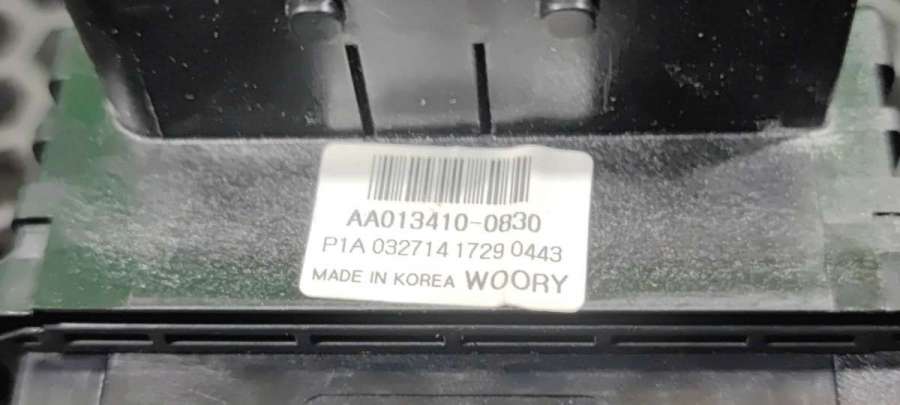 AA013410-0830
P1A 032714 1729 0443
MADE IN KOREA WOORY